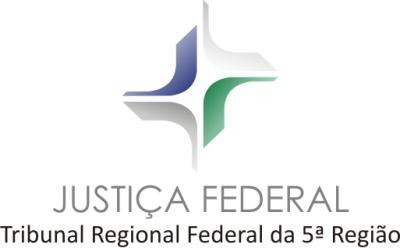 JUSTIÇA FEDERAL
Tribunal Regional Federal da 5ª Região